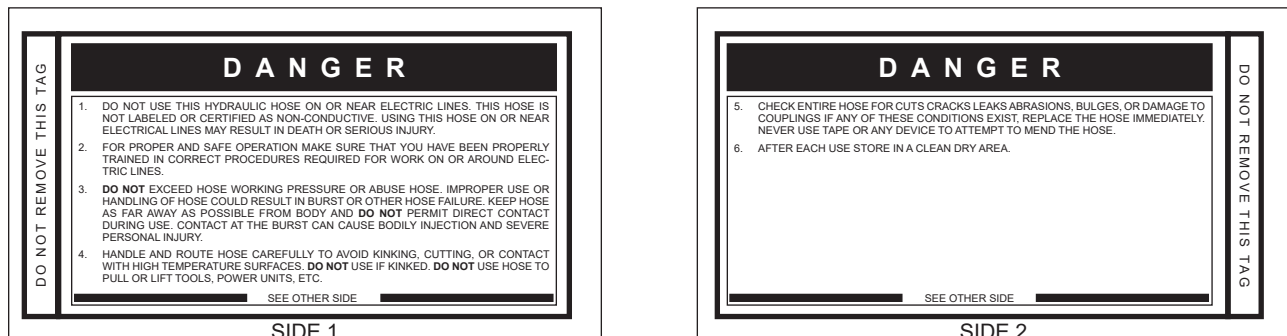 DO NOT REMOVE THIS TAG
DANGER
1. DO NOT USE THIS HYDRAULIC HOSE ON OR NEAR ELECTRIC LINES. THIS HOSE IS
NOT LABELED OR CERTIFIED AS NON-CONDUCTIVE. USING THIS HOSE ON OR NEAR
ELECTRICAL LINES MAY RESULT IN DEATH OR SERIOUS INJURY.
2. FOR PROPER AND SAFE OPERATION MAKE SURE THAT YOU HAVE BEEN PROPERLY
TRAINED IN CORRECT PROCEDURES REQUIRED FOR WORK ON OR AROUND ELEC-
TRIC LINES.
3. DO NOT EXCEED HOSE WORKING PRESSURE OR ABUSE HOSE. IMPROPER USE OR
HANDLING OF HOSE COULD RESULT IN BURST OR OTHER HOSE FAILURE. KEEP HOSE
AS FAR AWAY AS POSSIBLE FROM BODY AND DO NOT PERMIT DIRECT CONTACT
DURING USE. CONTACT AT THE BURST CAN CAUSE BODILY INJECTION AND SEVERE
PERSONAL INJURY.
4. HANDLE AND ROUTE HOSE CAREFULLY TO AVOID KINKING, CUTTING, OR CONTACT
WITH HIGH TEMPERATURE SURFACES. DO NOT USE IF KINKED. DO NOT USE HOSE TO
PULL OR LIFT TOOLS, POWER UNITS, ETC.
SEE OTHER SIDE
SIDE 1
DANGER
5. CHECK ENTIRE HOSE FOR CUTS CRACKS LEAKS ABRASIONS, BULGES, OR DAMAGE TO
COUPLINGS IF ANY OF THESE CONDITIONS EXIST, REPLACE THE HOSE IMMEDIATELY.
NEVER USE TAPE OR ANY DEVICE TO ATTEMPT TO MEND THE HOSE.
6. AFTER EACH USE STORE IN A CLEAN DRY AREA.
SEE OTHER SIDE
DO NOT REMOVE THIS TAG
SIDE 2